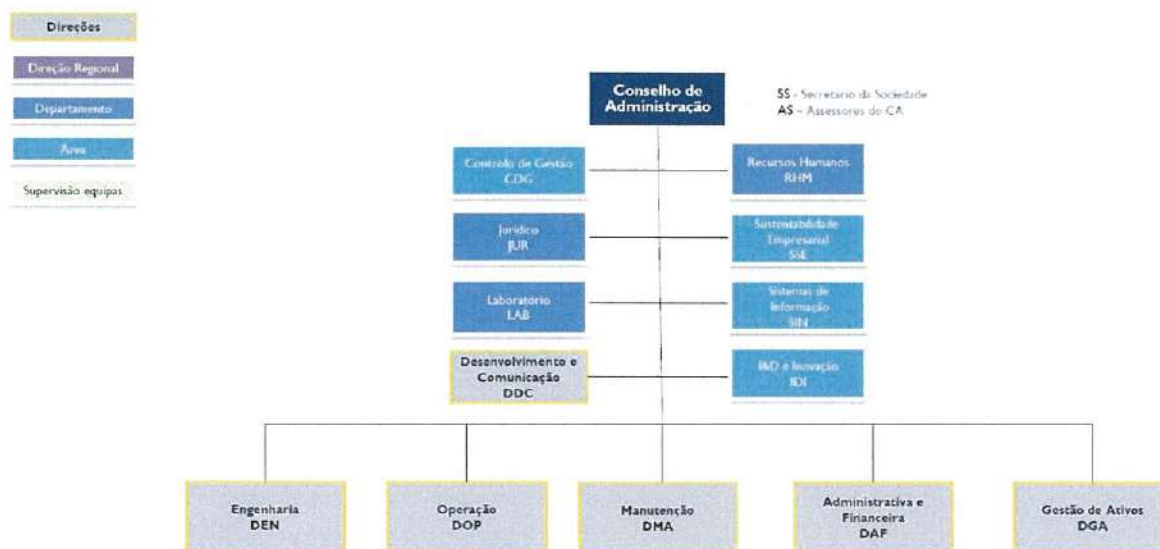 Direções
Direção Regional
Departamento
Área
Supervisão equipas
Conselho de
Administração
SS - Secretario da Sociedade
AS – Assessores do CA
Controlo de Gestão
CDG
Recursos Humanos
RHM
Jurídico
JUR
Sustentabilidade
Empresarial
SSE
Laboratório
LAB
Sistemas de
Informação
SIN
Desenvolvimento e
Comunicação
DDC
I&D e Inovação
IDI
Engenharia
DEN
Operação
DOP
Manutenção
DMA
Administrativa e
Financeira
DAF
Gestão de Ativos
DGA